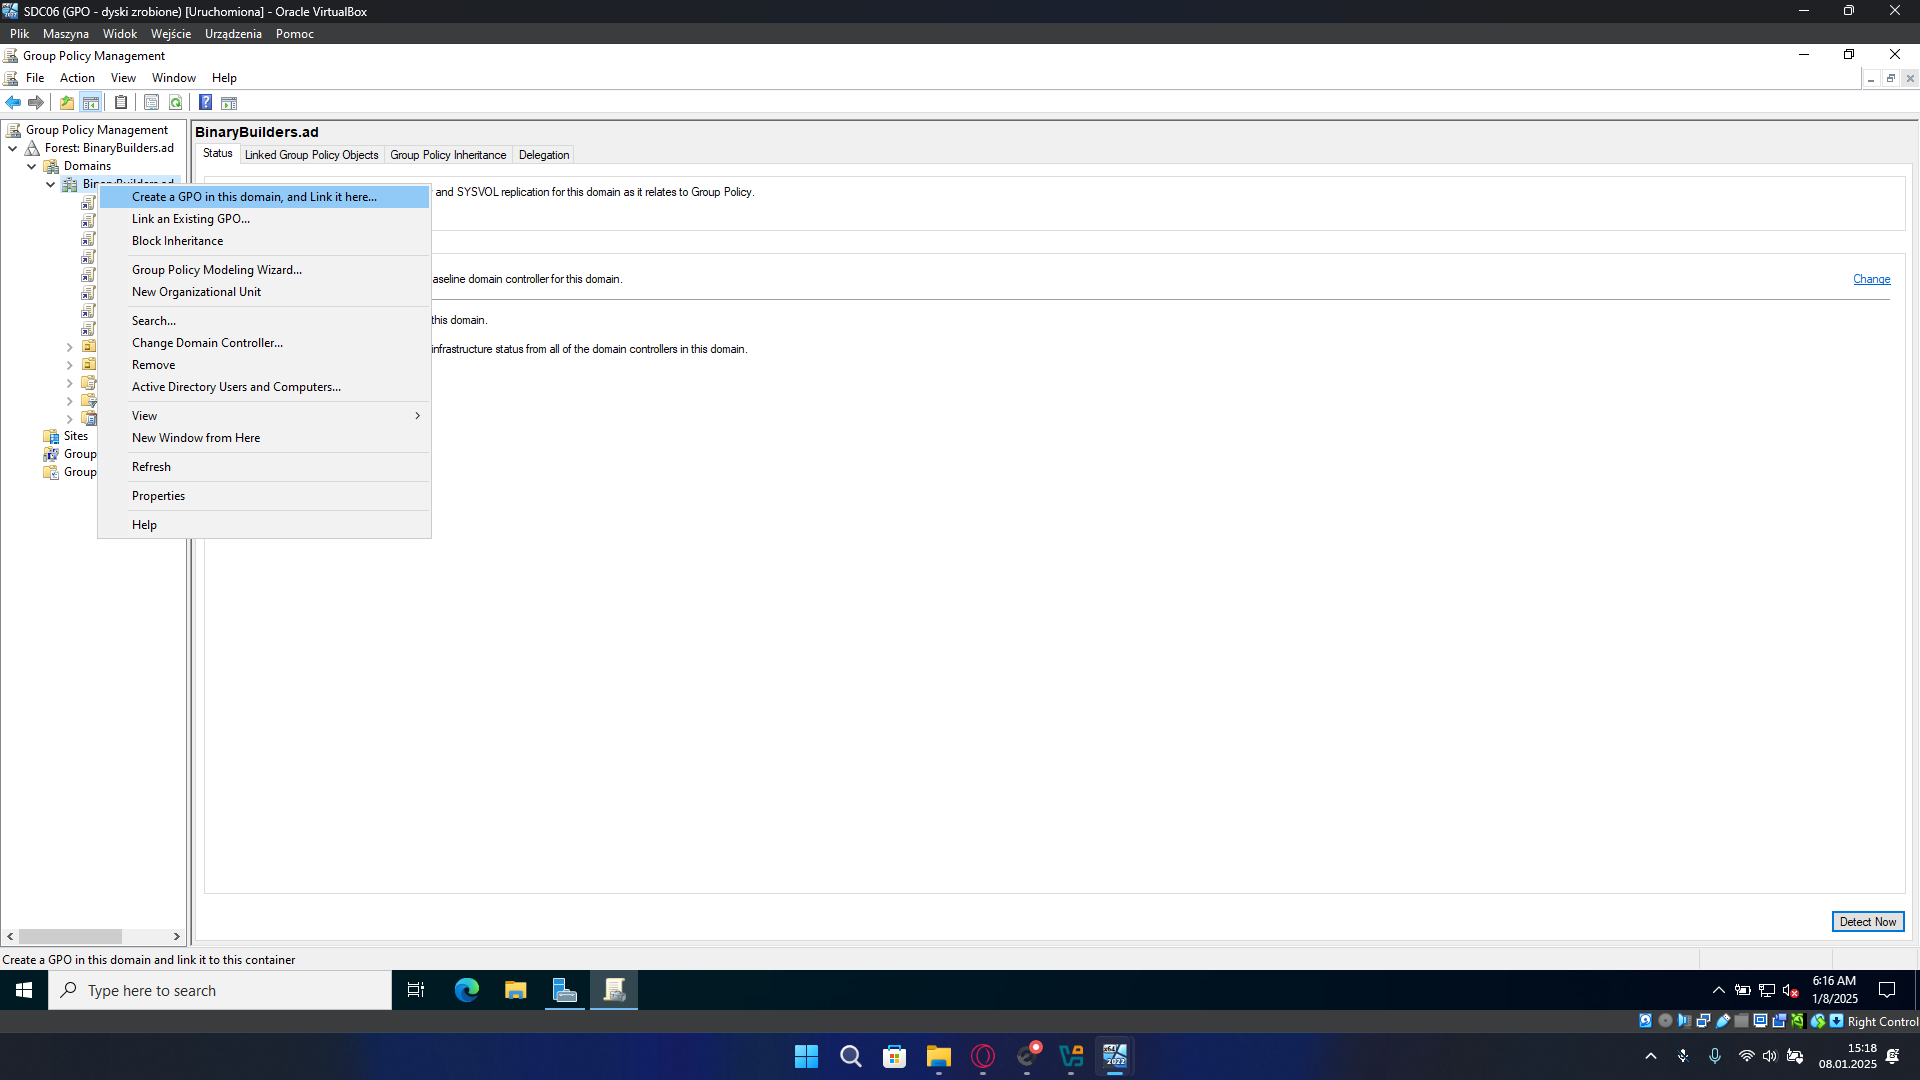 SDC06 (GPO - dyski zrobione) [Uruchomiona] - Oracle VirtualBox
Plik Maszyna Widok Wejście Urządzenia Pomoc
Group Policy Management
File Action View Window Help
Group Policy Management
Forest: BinaryBuilders.ad
Domains
BinaryBuilders.ad
Sites
Group
Group
Create a GPO in this domain, and Link it here...
Link an Existing GPO...
Block Inheritance
Group Policy Modeling Wizard...
New Organizational Unit
Search...
Change Domain Controller...
Remove
Active Directory Users and Computers...
View
New Window from Here
Refresh
Properties
Help
BinaryBuilders.ad
Status Linked Group Policy Objects Group Policy Inheritance Delegation
and SYSVOL replication for this domain as it relates to Group Policy.
aseline domain controller for this domain.
Change
this domain.
infrastructure status from all of the domain controllers in this domain.
Detect Now
Create a GPO in this domain and link it to this container
Type here to search
6:16 AM
1/8/2025
Right Control
15:18
08.01.2025